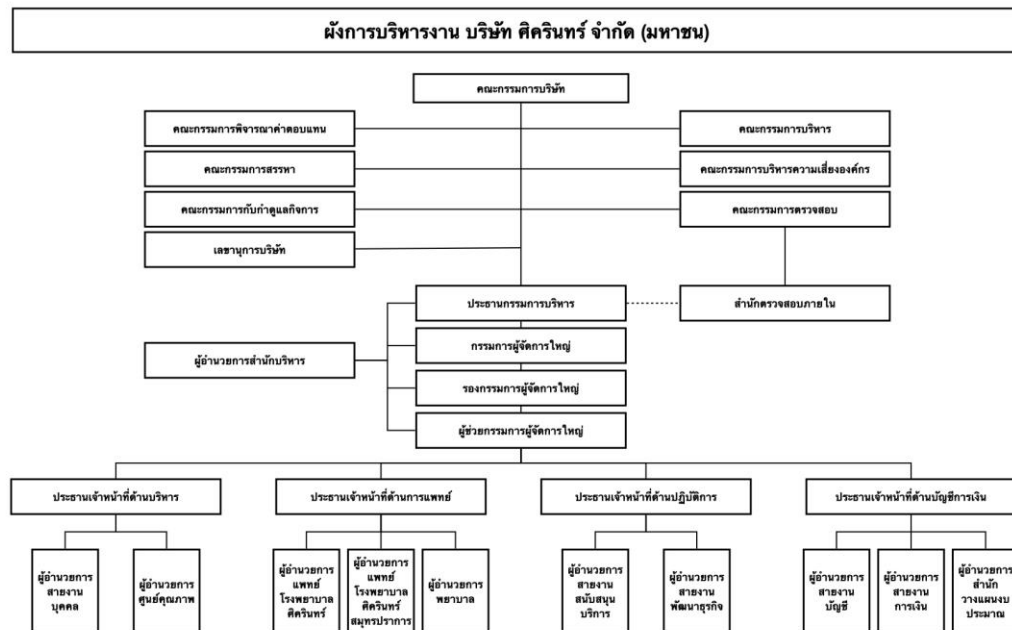 ผังการบริหารงาน บริษัท ศิครินทร์ จำกัด (มหาชน)
คณะกรรมการบริษัท
คณะกรรมการพิจารณาค่าตอบแทน
คณะกรรมการบริหาร
คณะกรรมการสรรหา
คณะกรรมการบริหารความเสี่ยงองค์กร
คณะกรรมการกับกำดูแลกิจการ
คณะกรรมการตรวจสอบ
เลขานุการบริษัท
ประธานกรรมการบริหาร
สำนักตรวจสอบภายใน
กรรมการผู้จัดการใหญ่
ผู้อำนวยการสำนักบริหาร
รองกรรมการผู้จัดการใหญ่
ผู้ช่วยกรรมการผู้จัดการใหญ่
ประธานเจ้าหน้าที่ด้านบริหาร
ประธานเจ้าหน้าที่ด้านการแพทย์
ประธานเจ้าหน้าที่ด้านปฏิบัติการ
ประธานเจ้าหน้าที่ด้านบัญชีการเงิน
ผู้อำนวยการ
สายงาน
บุคคล
ผู้อำนวยการ
ศูนย์คุณภาพ
ผู้อำนวยการ
แพทย์
โรงพยาบาล
ศิครินทร์
ผู้อำนวยการ
แพทย์
โรงพยาบาล
ศิครินทร์
สมุทรปราการ
ผู้อำนวยการ
พยาบาล
ผู้อำนวยการ
สายงาน
สนับสนุน
บริการ
ผู้อำนวยการ
สายงาน
พัฒนาธุรกิจ
ผู้อำนวยการ
สายงาน
บัญชี
ผู้อำนวยการ
สายงาน
การเงิน
ผู้อำนวยการ
สำนัก
วางแผนงบ
ประมาณ